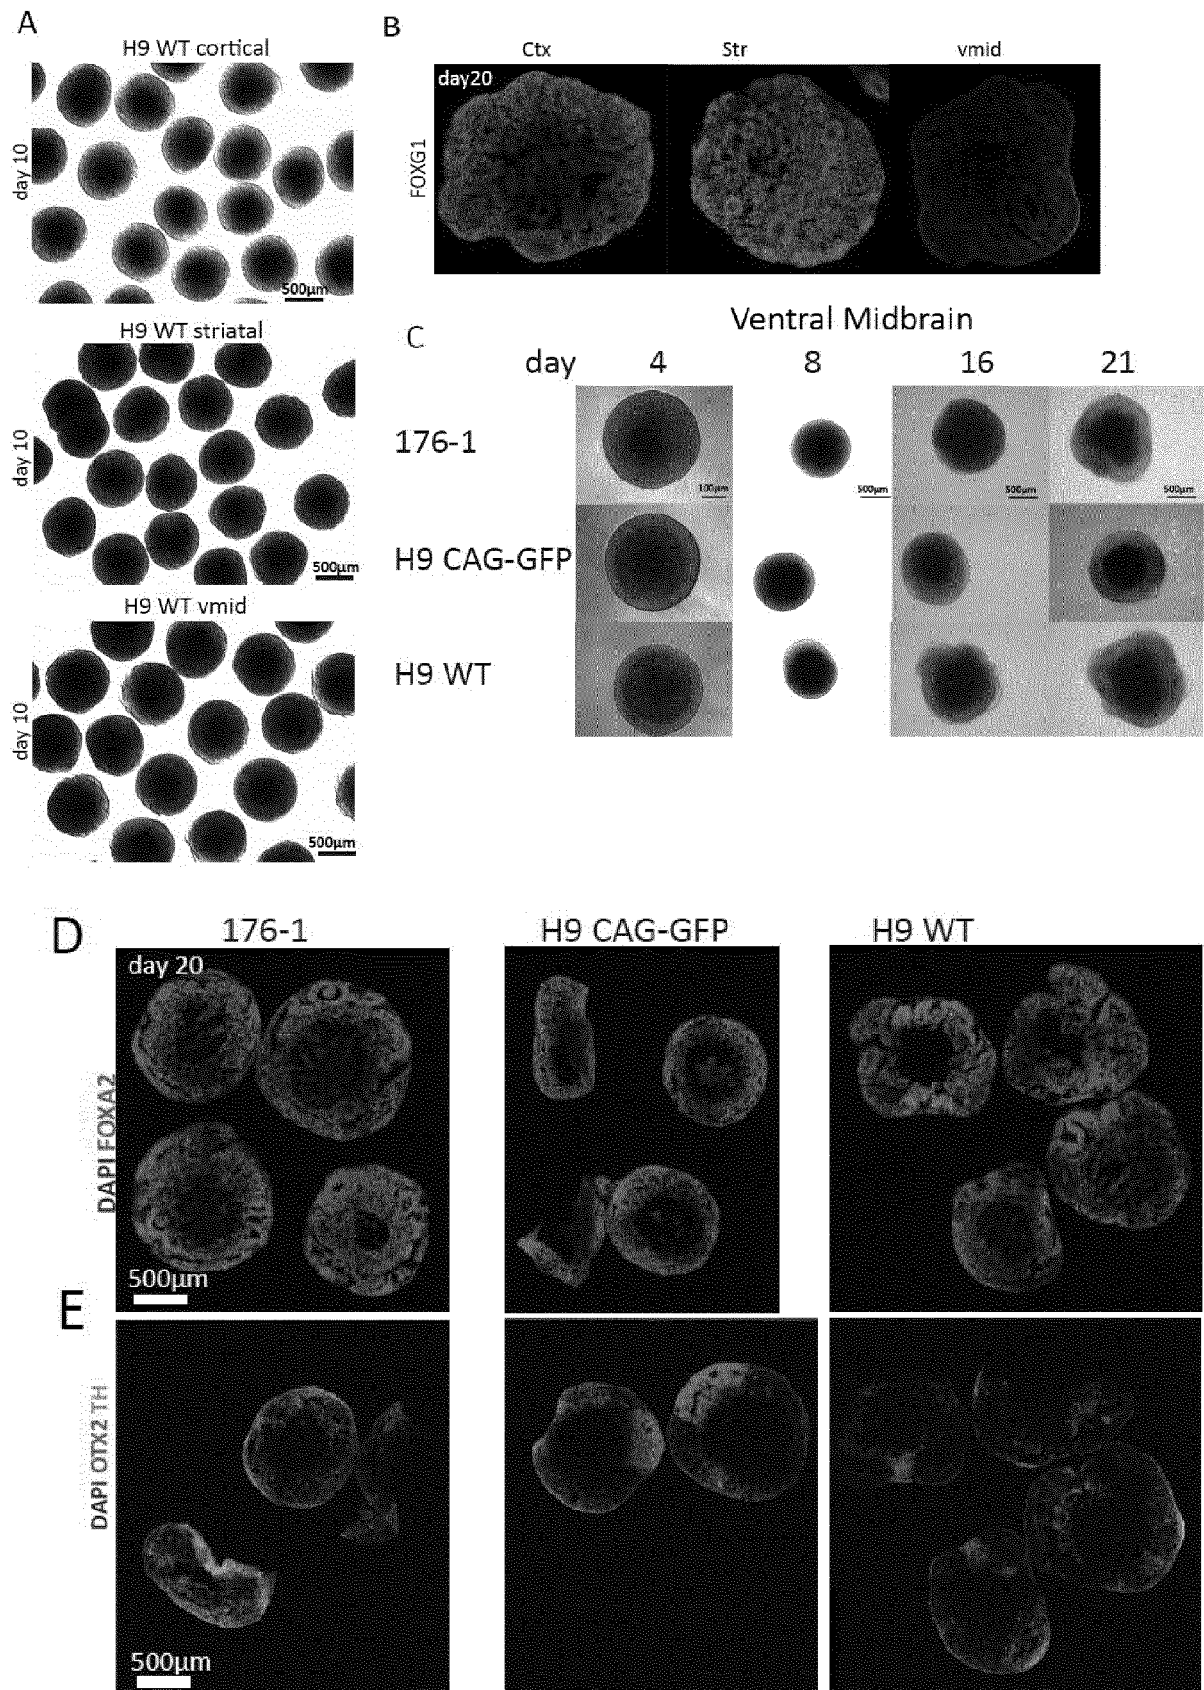 A
H9 WT cortical
day 10
500µm
H9 WT striatal
day 10
500µm
H9 WT vmid
day 10
500µm
B
Ctx Str vmid
day20
FOXG1
C
Ventral Midbrain
day 4 8 16 21
176-1
100µm 500µm 500µm 500µm
H9 CAG-GFP
H9 WT
D
176-1 H9 CAG-GFP H9 WT
day 20
DAPI FOXA2
500µm
E
DAPI OTX2 TH
500µm